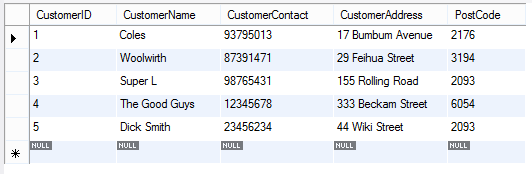 CustomerID CustomerName CustomerContact CustomerAddress PostCode
1 Coles 93795013 17 Bumbum Avenue 2176
2 Woolwirth 87391471 29 Feihua Street 3194
3 Super L 98765431 155 Rolling Road 2093
4 The Good Guys 12345678 333 Beckam Street 6054
5 Dick Smith 23456234 44 Wiki Street 2093
NULL NULL NULL NULL NULL